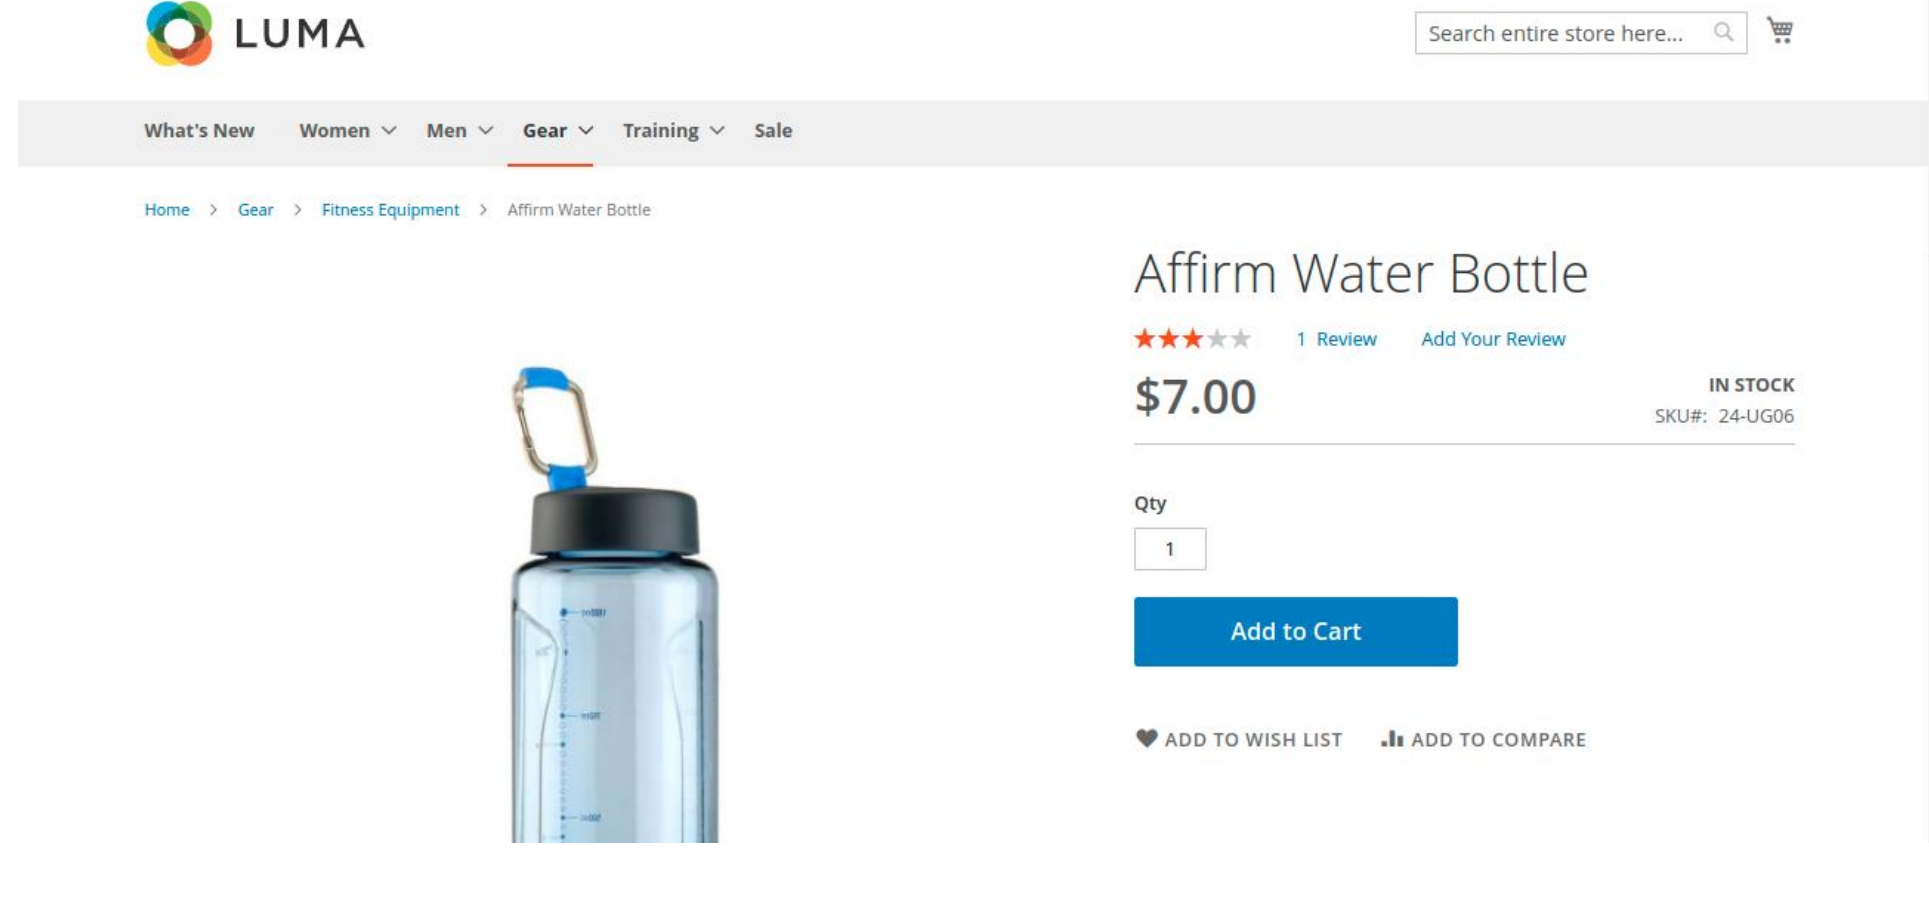 LUMA
Search entire store here...
What's New Women Men Gear Training Sale
Home > Gear > Fitness Equipment > Affirm Water Bottle
Affirm Water Bottle
1 Review Add Your Review
$7.00
IN STOCK
SKU#: 24-UG06
Qty
1
Add to Cart
ADD TO WISH LIST ADD TO COMPARE